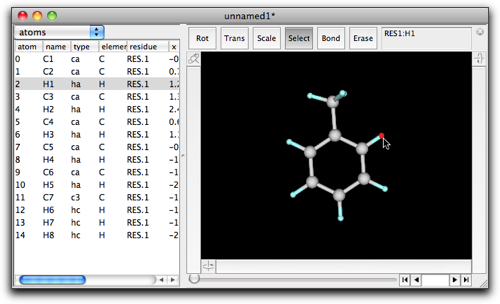 unnamed1*
atoms
Rot Trans Scale Select Bond Erase RES1:H1
atom name type elemen residue x
0 C1 ca C RES.1 -0
1 C2 ca C RES.1 0.1
2 H1 ha H RES.1 1.2
3 C3 ca C RES.1 1.3
4 H2 ha H RES.1 2.4
5 C4 ca C RES.1 0.6
6 H3 ha H RES.1 1.1
7 C5 ca C RES.1 -0
8 H4 ha H RES.1 -1
9 C6 ca C RES.1 -1
10 H5 ha H RES.1 -2
11 C7 c3 C RES.1 -1
12 H6 hc H RES.1 -1
13 H7 hc H RES.1 -1
14 H8 hc H RES.1 -2